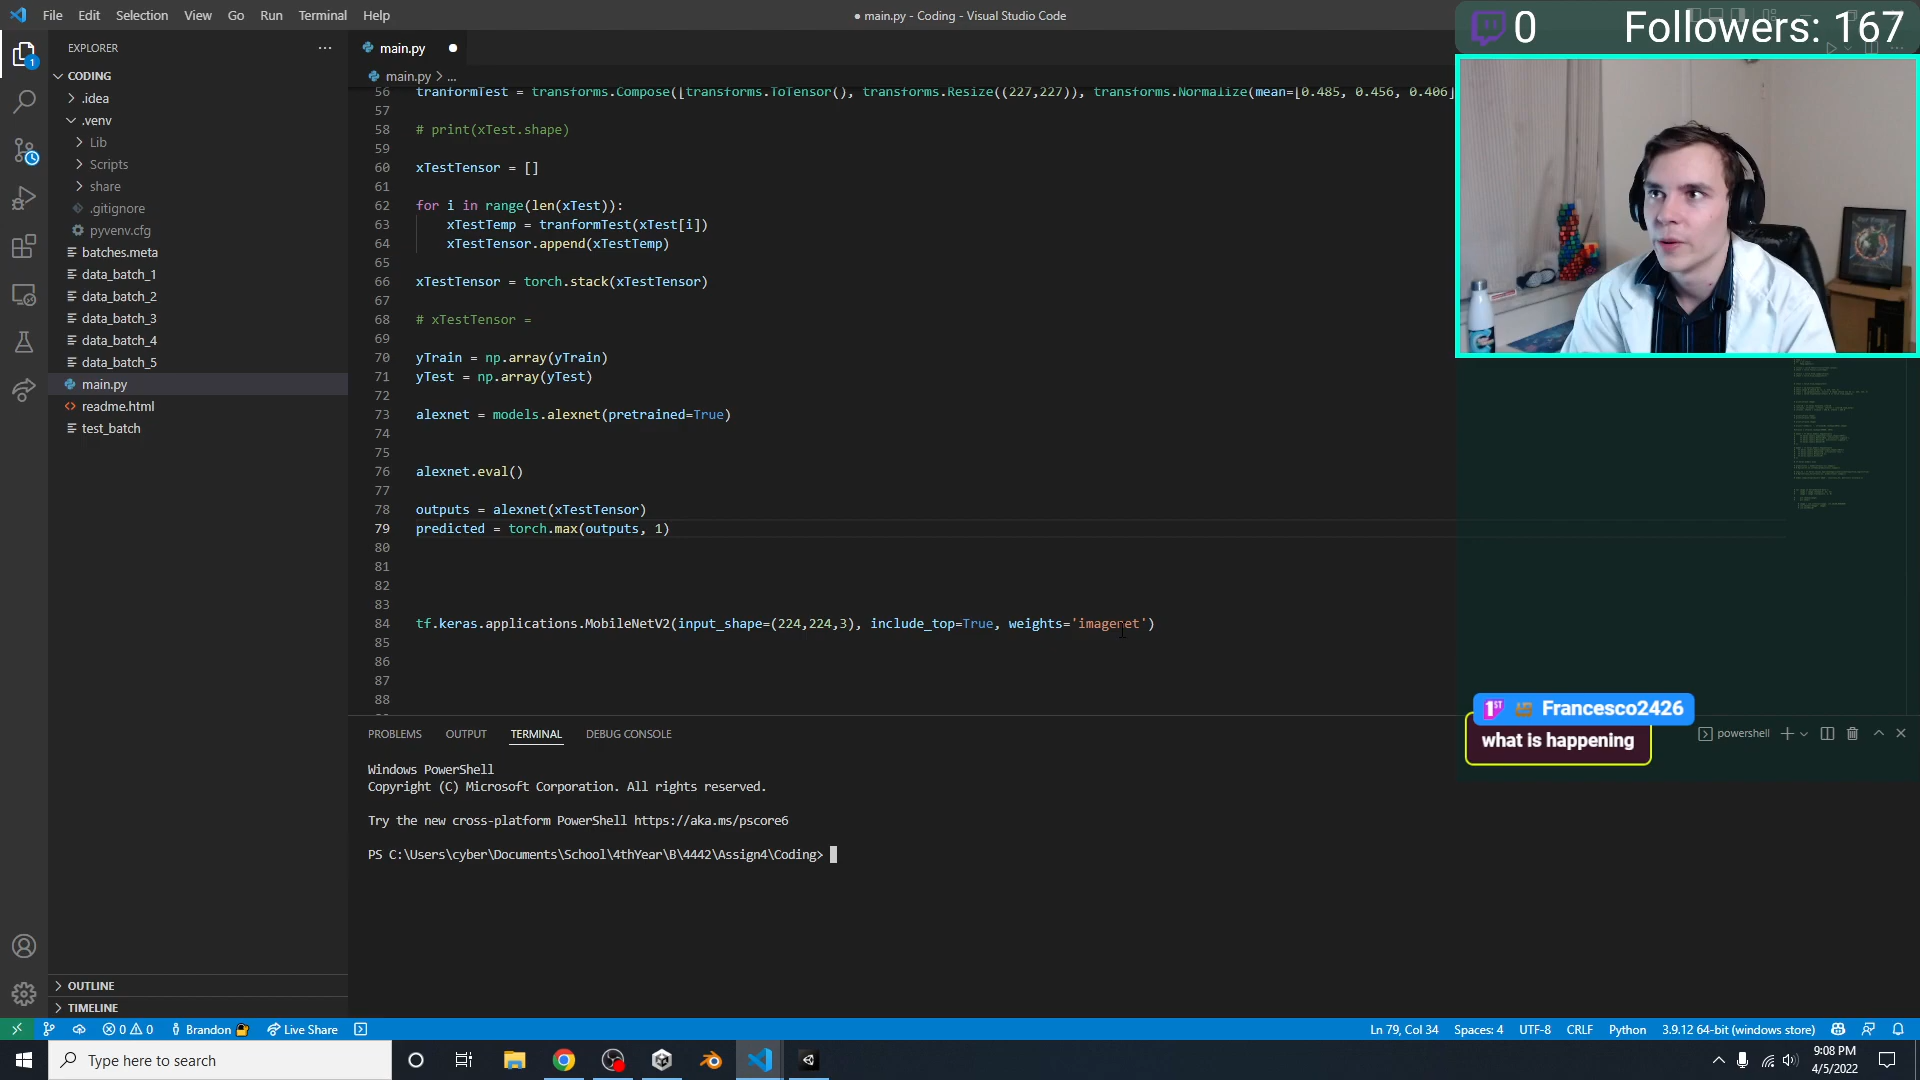 File Edit Selection View Go Run Terminal Help
● main.py - Coding - Visual Studio Code
0 Followers: 167
EXPLORER ...
CODING
.idea
.venv
Lib
Scripts
share
.gitignore
pyvenv.cfg
batches.meta
data_batch_1
data_batch_2
data_batch_3
data_batch_4
data_batch_5
main.py
readme.html
test_batch
OUTLINE
TIMELINE
main.py ●
main.py > ...
56 tranformTest = transforms.Compose([transforms.ToTensor(), transforms.Resize((227,227)), transforms.Normalize(mean=[0.485, 0.456, 0.406]
57
58 # print(xTest.shape)
59
60 xTestTensor = []
61
62 for i in range(len(xTest)):
63 xTestTemp = tranformTest(xTest[i])
64 xTestTensor.append(xTestTemp)
65
66 xTestTensor = torch.stack(xTestTensor)
67
68 # xTestTensor =
69
70 yTrain = np.array(yTrain)
71 yTest = np.array(yTest)
72
73 alexnet = models.alexnet(pretrained=True)
74
75
76 alexnet.eval()
77
78 outputs = alexnet(xTestTensor)
79 predicted = torch.max(outputs, 1)
80
81
82
83
84 tf.keras.applications.MobileNetV2(input_shape=(224,224,3), include_top=True, weights='imagenet')
85
86
87
88
1ST Francesco2426
what is happening
PROBLEMS OUTPUT TERMINAL DEBUG CONSOLE
powershell
Windows PowerShell
Copyright (C) Microsoft Corporation. All rights reserved.
Try the new cross-platform PowerShell https://aka.ms/pscore6
PS C:\Users\cyber\Documents\School\4thYear\B\4442\Assign4\Coding>
0 0 Brandon Live Share
Ln 79, Col 34 Spaces: 4 UTF-8 CRLF Python 3.9.12 64-bit (windows store)
Type here to search
9:08 PM
4/5/2022